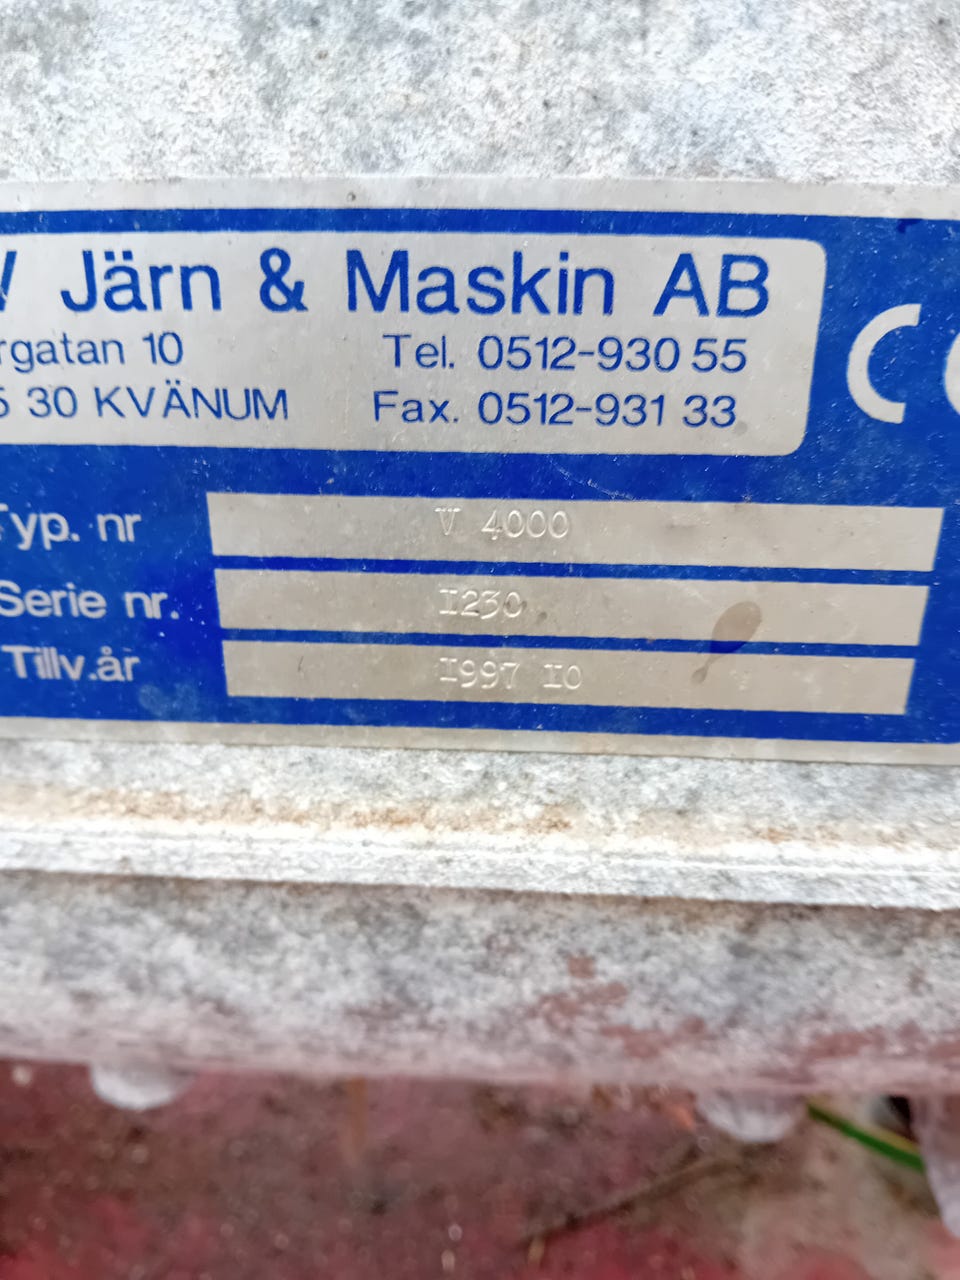 Järn & Maskin AB
rgatan 10
Tel. 0512-930 55
5 30 KVÄNUM
Fax. 0512-931 33
CE
Typ. nr
V 4000
Serie nr.
I230
Tillv.år
I997 I0